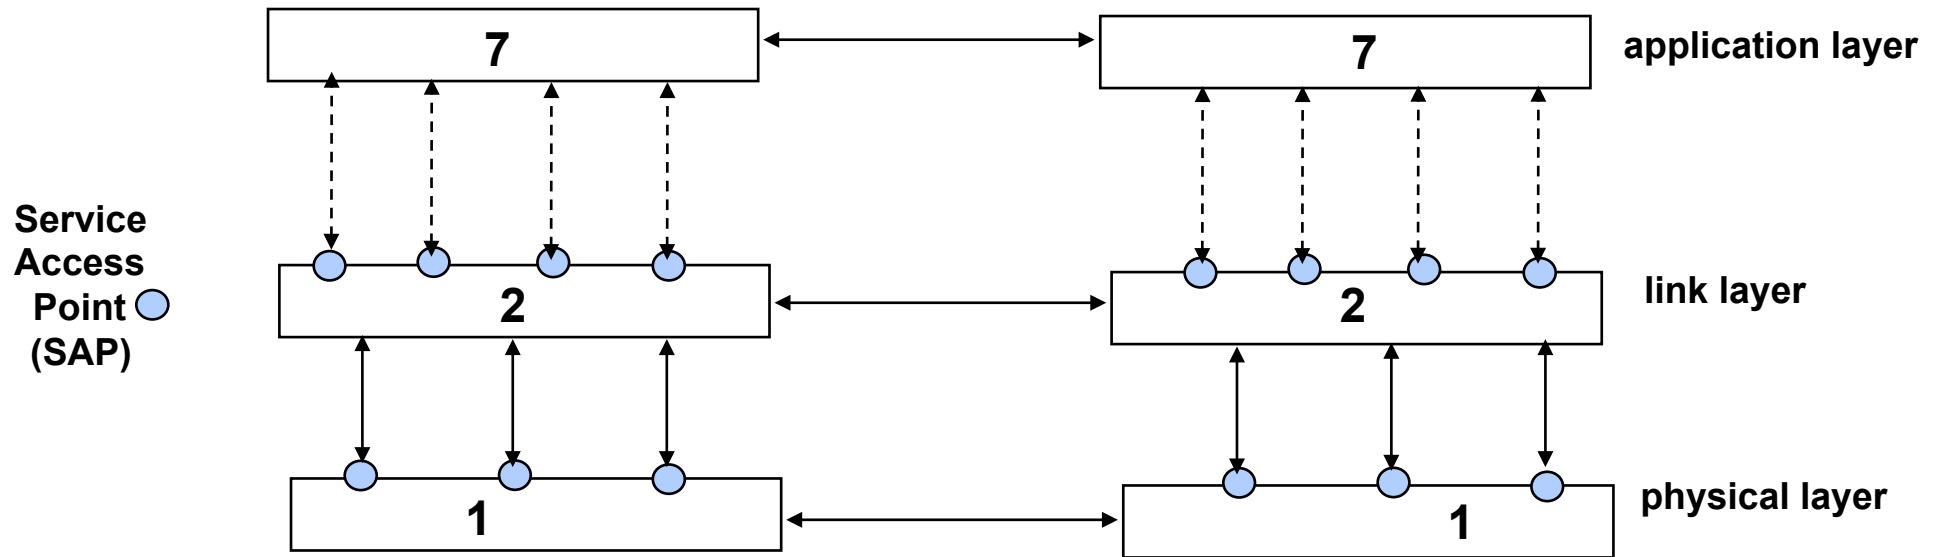 7
7
application layer
Service
Access
Point
(SAP)
2
2
link layer
1
1
physical layer